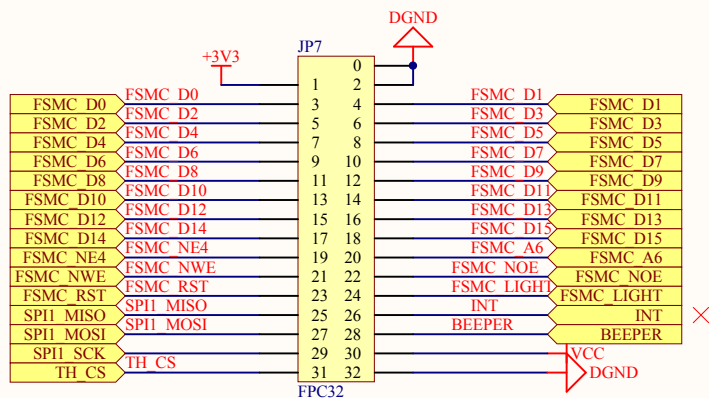 DGND
JP7
+3V3
0
1 2
FSMC_D0 FSMC_D0 3 4 FSMC_D1 FSMC_D1
FSMC_D2 FSMC_D2 5 6 FSMC_D3 FSMC_D3
FSMC_D4 FSMC_D4 7 8 FSMC_D5 FSMC_D5
FSMC_D6 FSMC_D6 9 10 FSMC_D7 FSMC_D7
FSMC_D8 FSMC_D8 11 12 FSMC_D9 FSMC_D9
FSMC_D10 FSMC_D10 13 14 FSMC_D11 FSMC_D11
FSMC_D12 FSMC_D12 15 16 FSMC_D13 FSMC_D13
FSMC_D14 FSMC_D14 17 18 FSMC_D15 FSMC_D15
FSMC_NE4 FSMC_NE4 19 20 FSMC_A6 FSMC_A6
FSMC_NWE FSMC_NWE 21 22 FSMC_NOE FSMC_NOE
FSMC_RST FSMC_RST 23 24 FSMC_LIGHT FSMC_LIGHT
SPI1_MISO SPI1_MISO 25 26 INT INT
SPI1_MOSI SPI1_MOSI 27 28 BEEPER BEEPER
SPI1_SCK 29 30 VCC
TH_CS TH_CS 31 32 DGND
FPC32